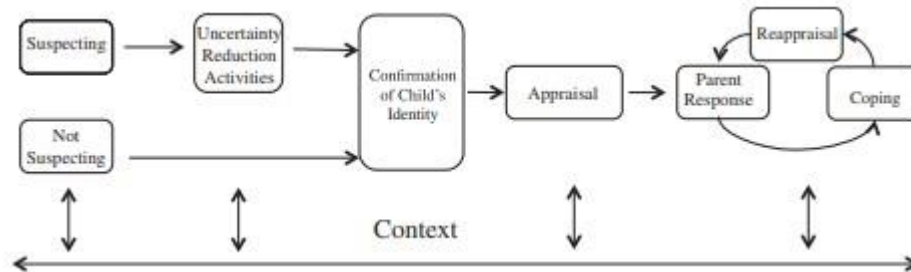 Suspecting
Uncertainty
Reduction
Activities
Not
Suspecting
Confirmation
of Child's
Identity
Appraisal
Reappraisal
Parent
Response
Coping
Context